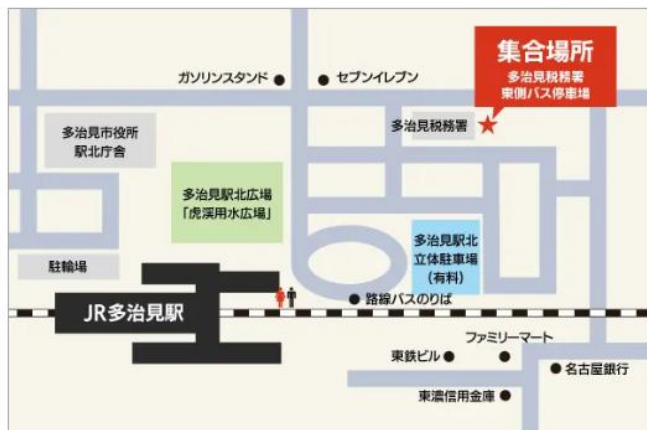 集合場所
多治見税務署
東側バス停車場
ガソリンスタンド
セブンイレブン
多治見税務署
多治見市役所
駅北庁舎
多治見駅北広場
「虎渓用水広場」
多治見駅北
立体駐車場
(有料)
駐輪場
JR多治見駅
路線バスのりば
ファミリーマート
東鉄ビル
名古屋銀行
東濃信用金庫